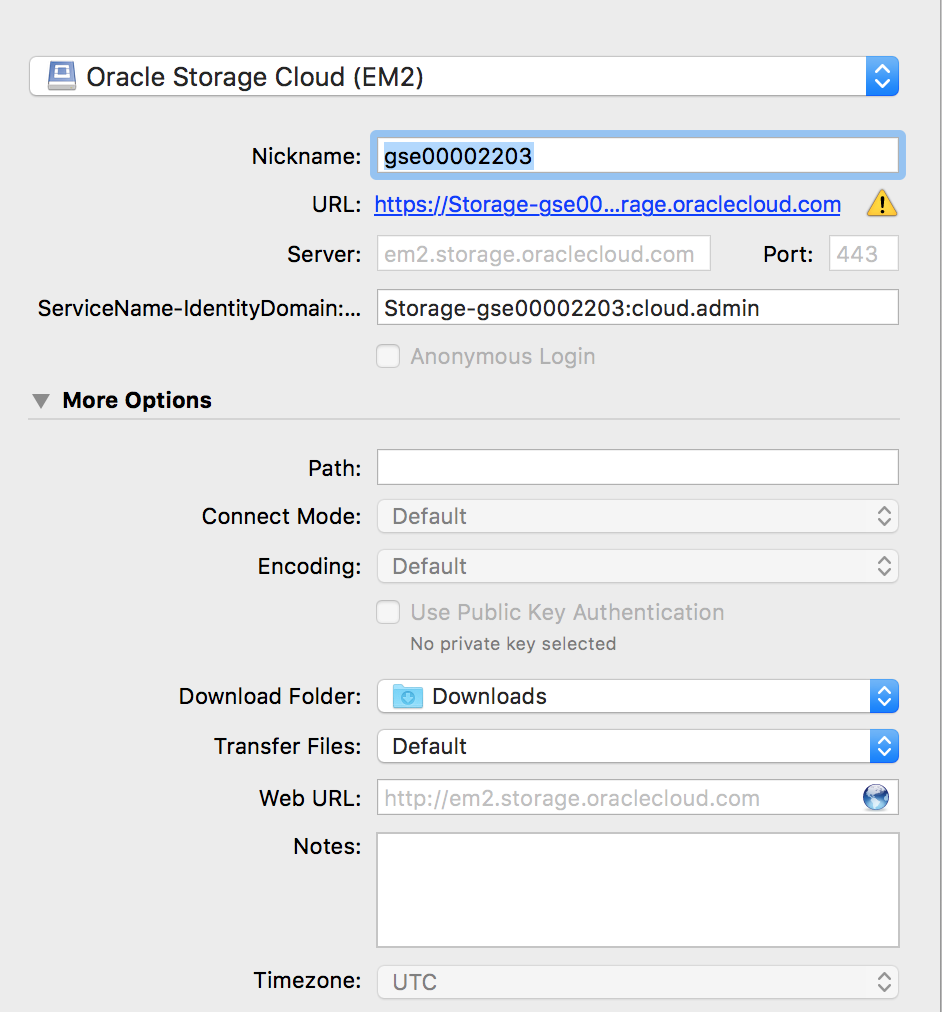 Oracle Storage Cloud (EM2)
Nickname: gse00002203
URL: https://Storage-gse00...rage.oraclecloud.com
Server: em2.storage.oraclecloud.com Port: 443
ServiceName-IdentityDomain:... Storage-gse00002203:cloud.admin
Anonymous Login
More Options
Path:
Connect Mode: Default
Encoding: Default
Use Public Key Authentication
No private key selected
Download Folder: Downloads
Transfer Files: Default
Web URL: http://em2.storage.oraclecloud.com
Notes:
Timezone: UTC